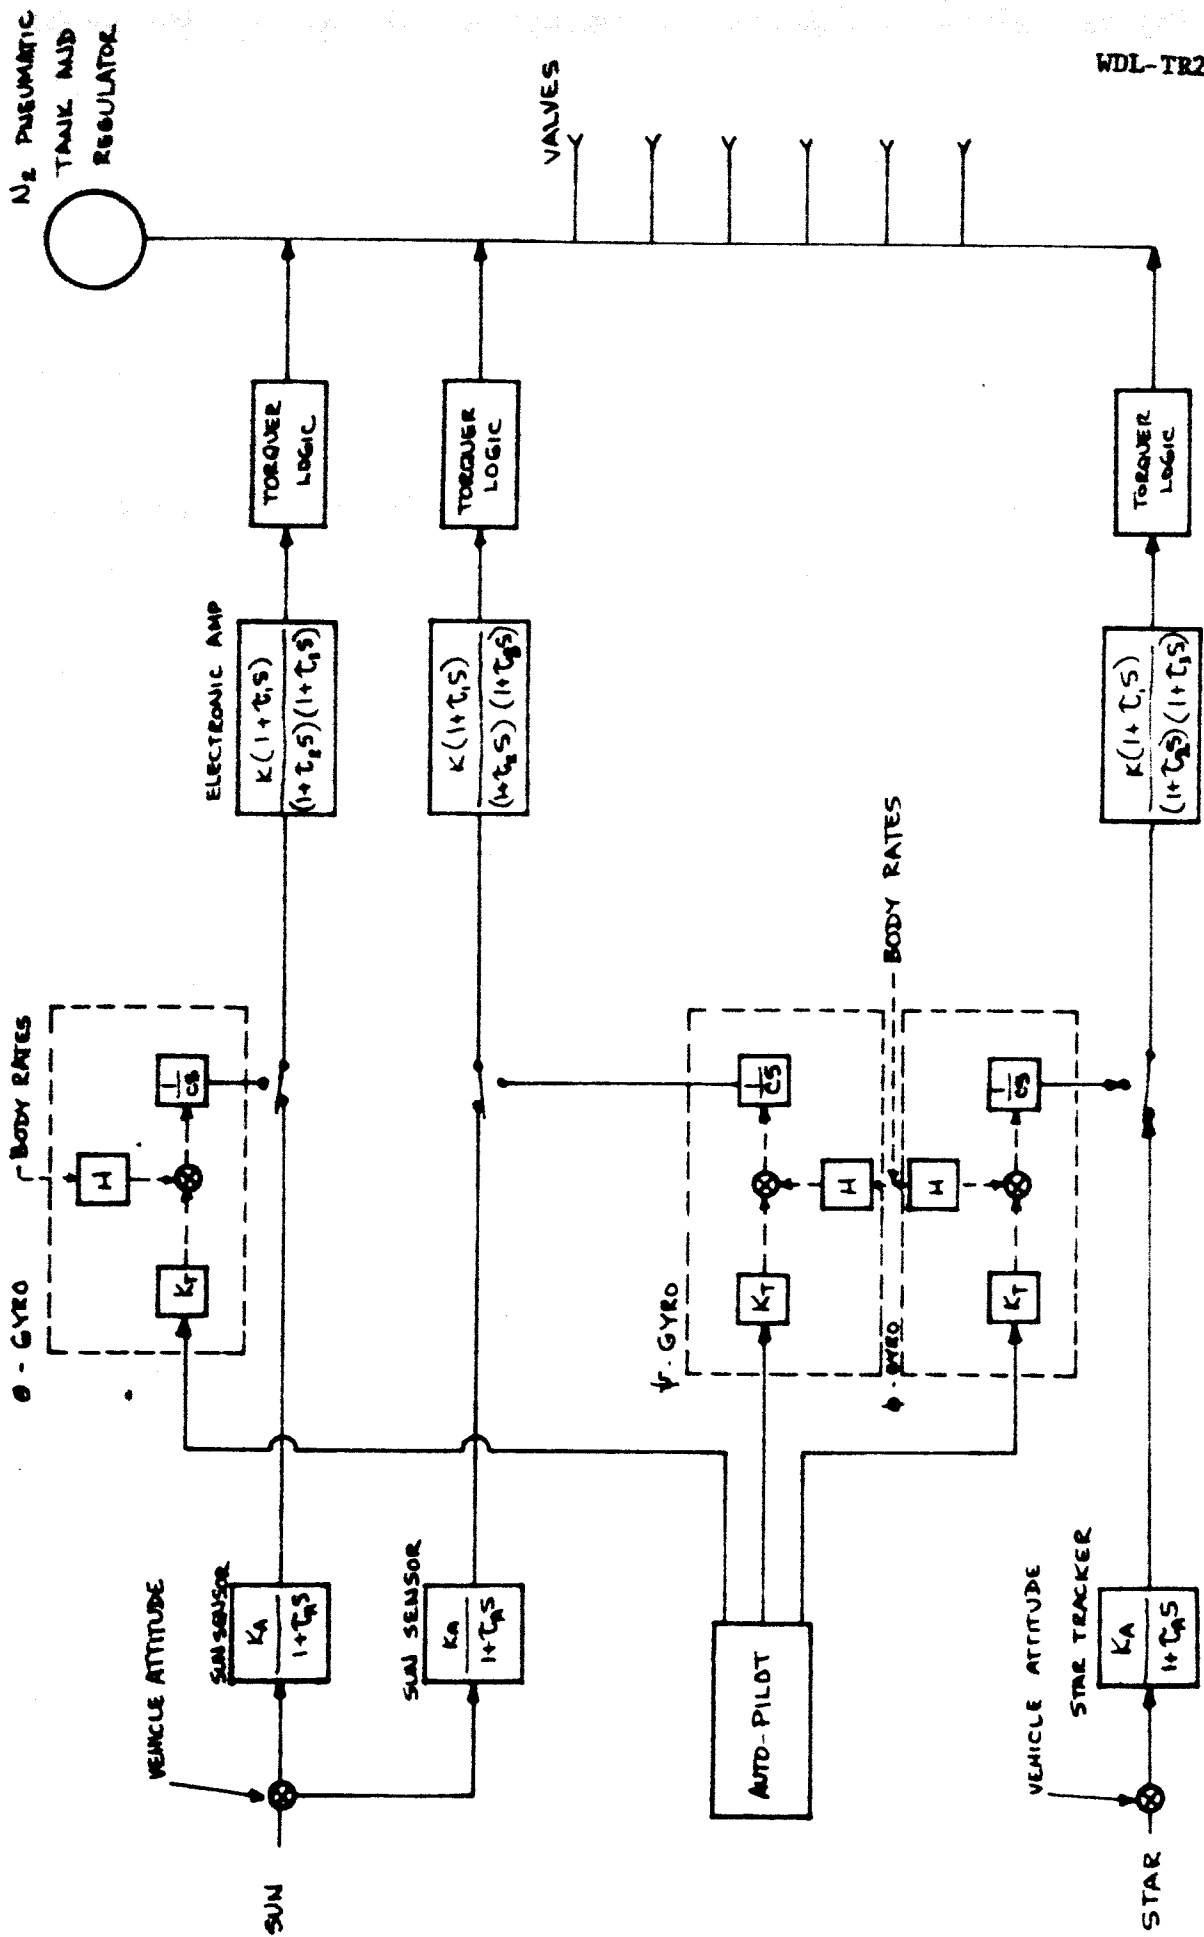 WDL-TR2
N2 PNEUMATIC
TANK AND
REGULATOR
VALVES
TORQUER
LOGIC
TORQUER
LOGIC
TORQUER
LOGIC
ELECTRONIC AMP
K(1+τ1S)
(1+τ2S)(1+τ3S)
K(1+τ1S)
(1+τ2S)(1+τ3S)
K(1+τ1S)
(1+τ2S)(1+τ3S)
BODY RATES
θ - GYRO
H
1
CS
KT
ψ - GYRO
1
CS
H
KT
BODY RATES
ϕ - GYRO
H
1
CS
KT
VEHICLE ATTITUDE
SUN SENSOR
KA
1+τAS
SUN SENSOR
KA
1+τAS
AUTO-PILOT
VEHICLE ATTITUDE
STAR TRACKER
KA
1+τAS
SUN
STAR